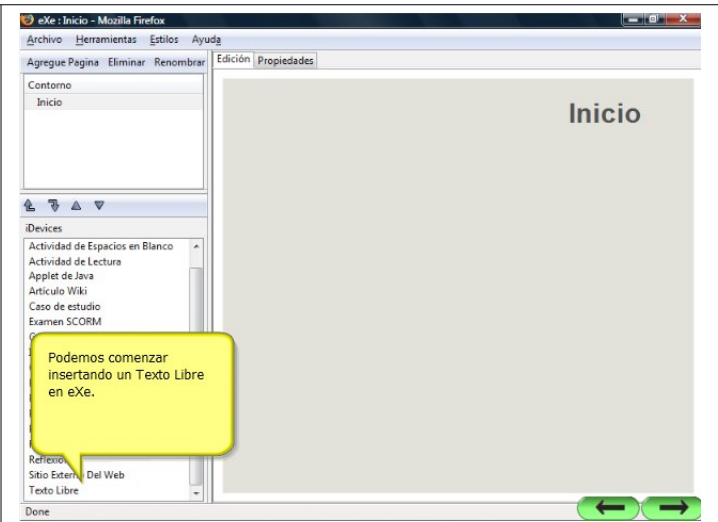 eXe : Inicio - Mozilla Firefox
Archivo Herramientas Estilos Ayuda
Agregue Pagina Eliminar Renombrar
Edición Propiedades
Contorno
Inicio
Inicio
iDevices
Actividad de Espacios en Blanco
Actividad de Lectura
Applet de Java
Artículo Wiki
Caso de estudio
Examen SCORM
Podemos comenzar
insertando un Texto Libre
en eXe.
Sitio Del Web
Texto Libre
Done